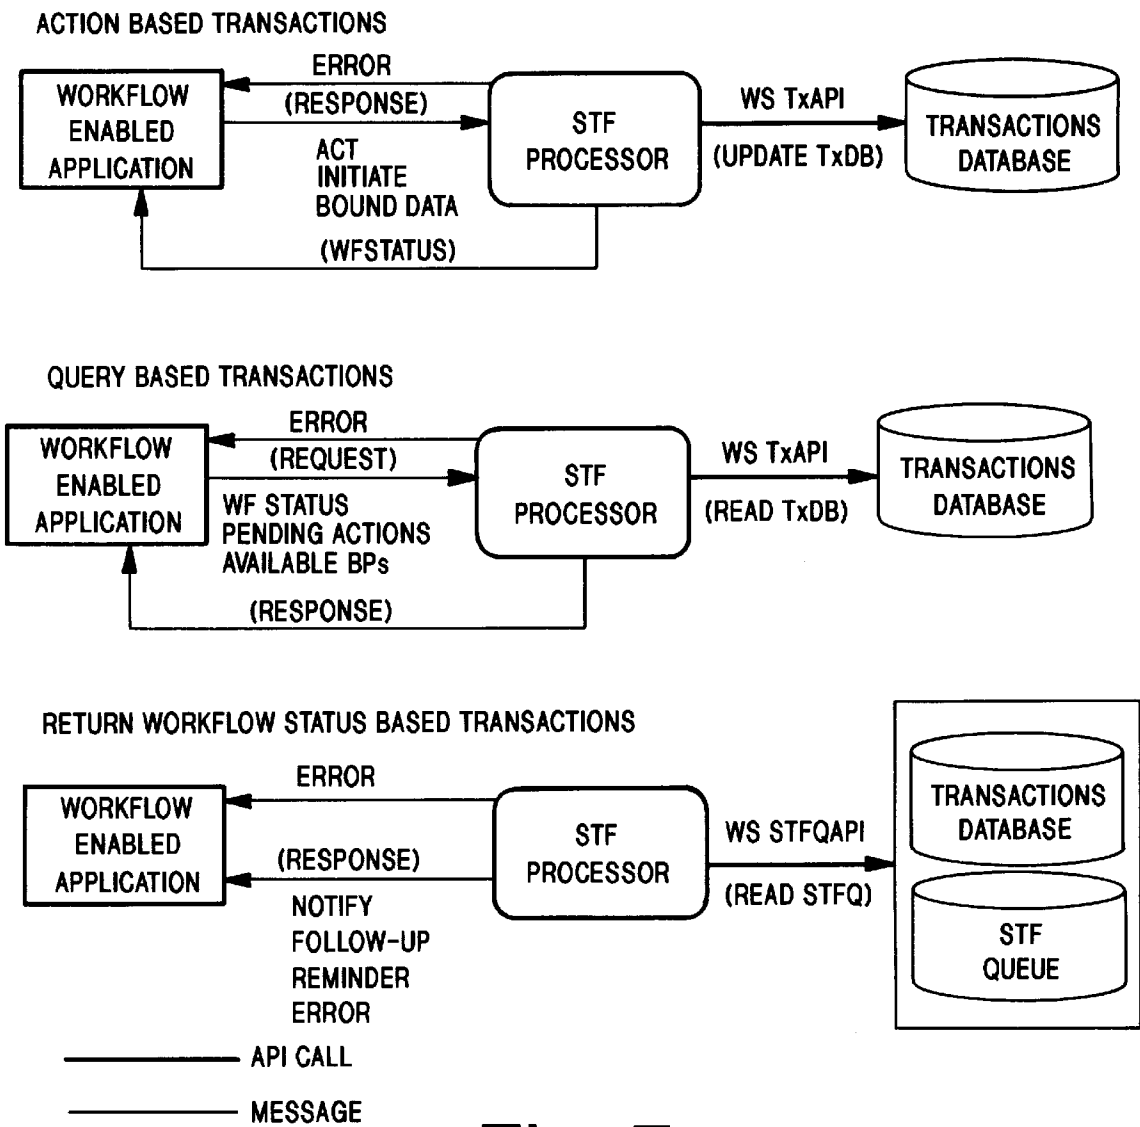 ACTION BASED TRANSACTIONS
WORKFLOW
ENABLED
APPLICATION
ERROR
(RESPONSE)
ACT
INITIATE
BOUND DATA
(WFSTATUS)
STF
PROCESSOR
WS TxAPI
(UPDATE TxDB)
TRANSACTIONS
DATABASE
QUERY BASED TRANSACTIONS
WORKFLOW
ENABLED
APPLICATION
ERROR
(REQUEST)
WF STATUS
PENDING ACTIONS
AVAILABLE BPs
(RESPONSE)
STF
PROCESSOR
WS TxAPI
(READ TxDB)
TRANSACTIONS
DATABASE
RETURN WORKFLOW STATUS BASED TRANSACTIONS
WORKFLOW
ENABLED
APPLICATION
ERROR
(RESPONSE)
NOTIFY
FOLLOW-UP
REMINDER
ERROR
STF
PROCESSOR
WS STFQAPI
(READ STFQ)
TRANSACTIONS
DATABASE
STF
QUEUE
API CALL
MESSAGE